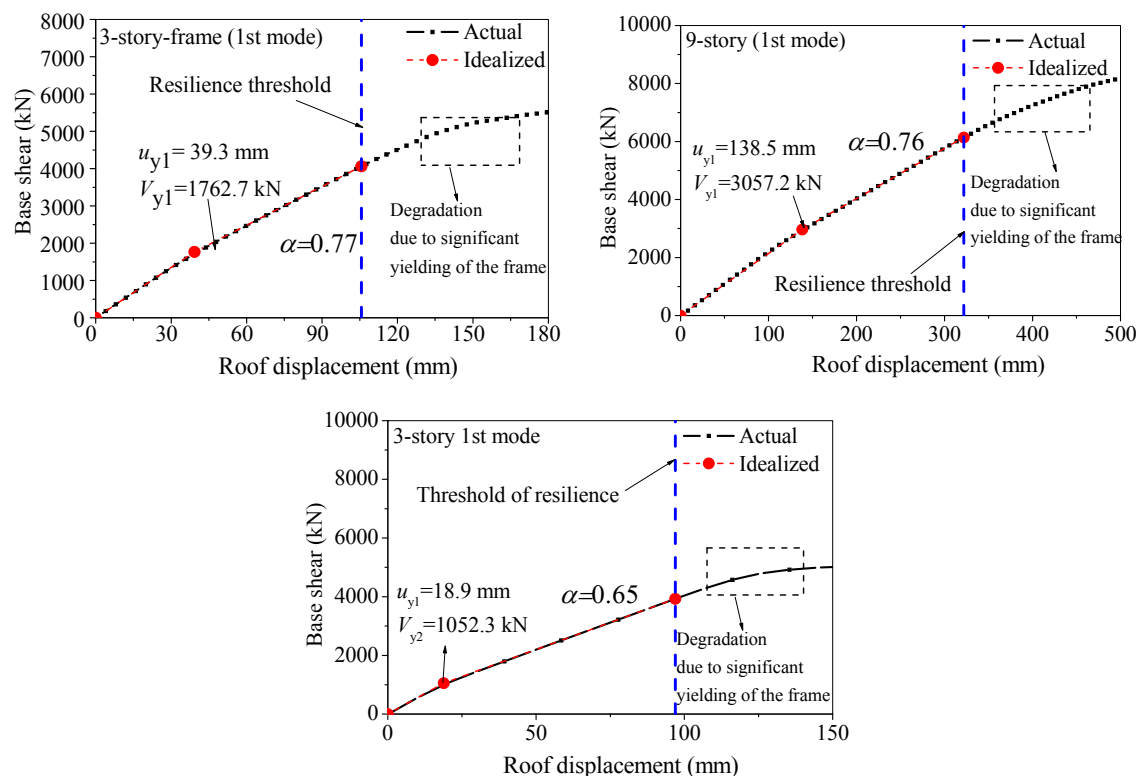 3-story-frame (1st mode)
Actual
Idealized
Resilience threshold
u_y1= 39.3 mm
V_y1=1762.7 kN
α=0.77
Degradation
due to significant
yielding of the frame
8000
7000
6000
5000
4000
3000
2000
1000
0
Base shear (kN)
0 30 60 90 120 150 180
Roof displacement (mm)
9-story (1st mode)
Actual
Idealized
α=0.76
u_y1=138.5 mm
V_y1=3057.2 kN
Degradation
due to significant
yielding of the frame
Resilience threshold
10000
8000
6000
4000
2000
0
Base shear (kN)
0 100 200 300 400 500
Roof displacement (mm)
3-story 1st mode
Actual
Idealized
Threshold of resilience
u_y1=18.9 mm
V_y2=1052.3 kN
α=0.65
Degradation
due to significant
yielding of the frame
10000
8000
6000
4000
2000
0
Base shear (kN)
0 50 100 150
Roof displacement (mm)